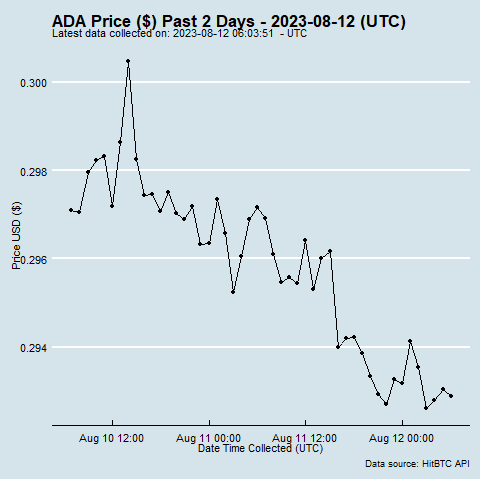 ADA Price ($) Past 2 Days - 2023-08-12 (UTC)
Latest data collected on: 2023-08-12 06:03:51 - UTC
0.300
0.298
0.296
0.294
Price USD ($)
Aug 10 12:00
Aug 11 00:00
Aug 11 12:00
Aug 12 00:00
Date Time Collected (UTC)
Data source: HitBTC API